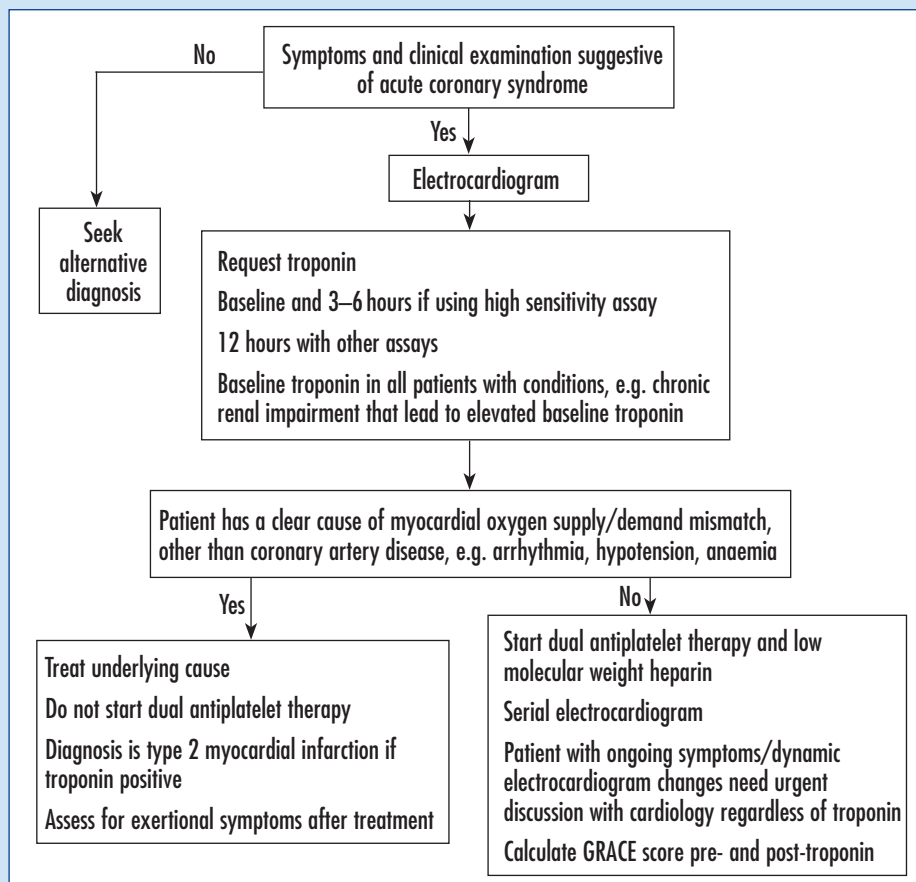 No
Symptoms and clinical examination suggestive
of acute coronary syndrome
Yes
Electrocardiogram
Seek
alternative
diagnosis
Request troponin
Baseline and 3–6 hours if using high sensitivity assay
12 hours with other assays
Baseline troponin in all patients with conditions, e.g. chronic
renal impairment that lead to elevated baseline troponin
Patient has a clear cause of myocardial oxygen supply/demand mismatch,
other than coronary artery disease, e.g. arrhythmia, hypotension, anaemia
Yes
Treat underlying cause
Do not start dual antiplatelet therapy
Diagnosis is type 2 myocardial infarction if
troponin positive
Assess for exertional symptoms after treatment
No
Start dual antiplatelet therapy and low
molecular weight heparin
Serial electrocardiogram
Patient with ongoing symptoms/dynamic
electrocardiogram changes need urgent
discussion with cardiology regardless of troponin
Calculate GRACE score pre- and post-troponin